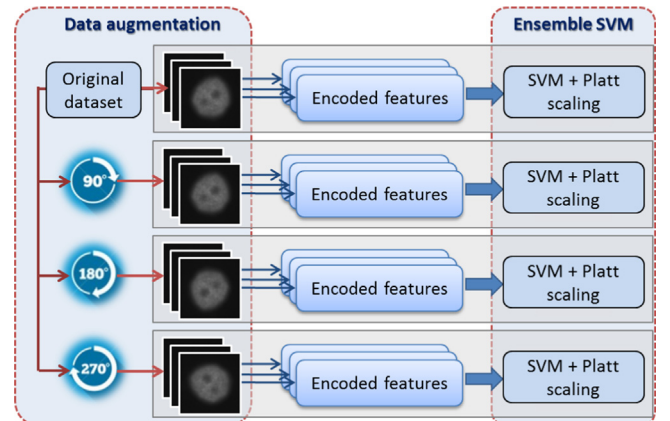 Data augmentation
Ensemble SVM
Original
dataset
Encoded features
SVM + Platt
scaling
90°
Encoded features
SVM + Platt
scaling
180°
Encoded features
SVM + Platt
scaling
270°
Encoded features
SVM + Platt
scaling